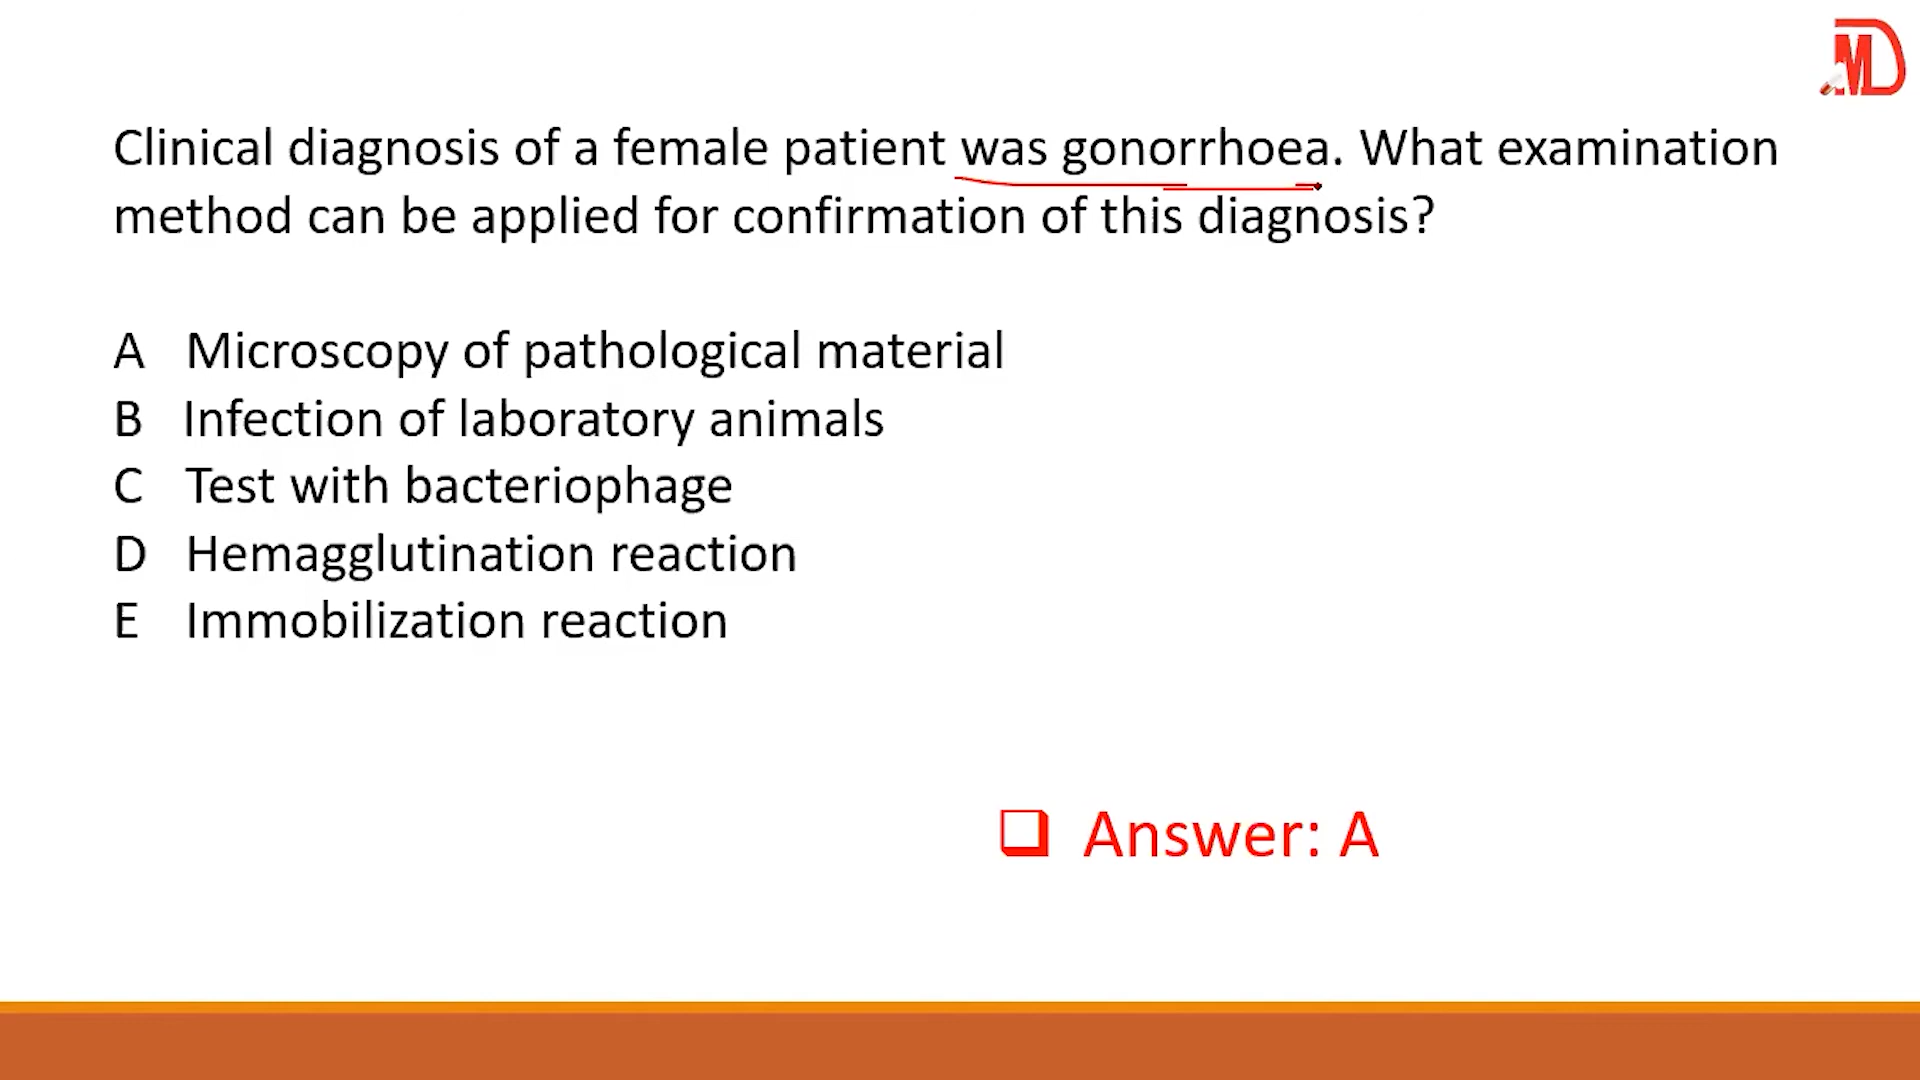 MD
Clinical diagnosis of a female patient was gonorrhoea. What examination
method can be applied for confirmation of this diagnosis?
A Microscopy of pathological material
B Infection of laboratory animals
C Test with bacteriophage
D Hemagglutination reaction
E Immobilization reaction
❑ Answer: A